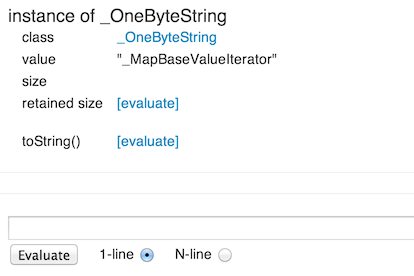 instance of _OneByteString
class _OneByteString
value "_MapBaseValueIterator"
size
retained size [evaluate]
toString() [evaluate]
Evaluate 1-line N-line